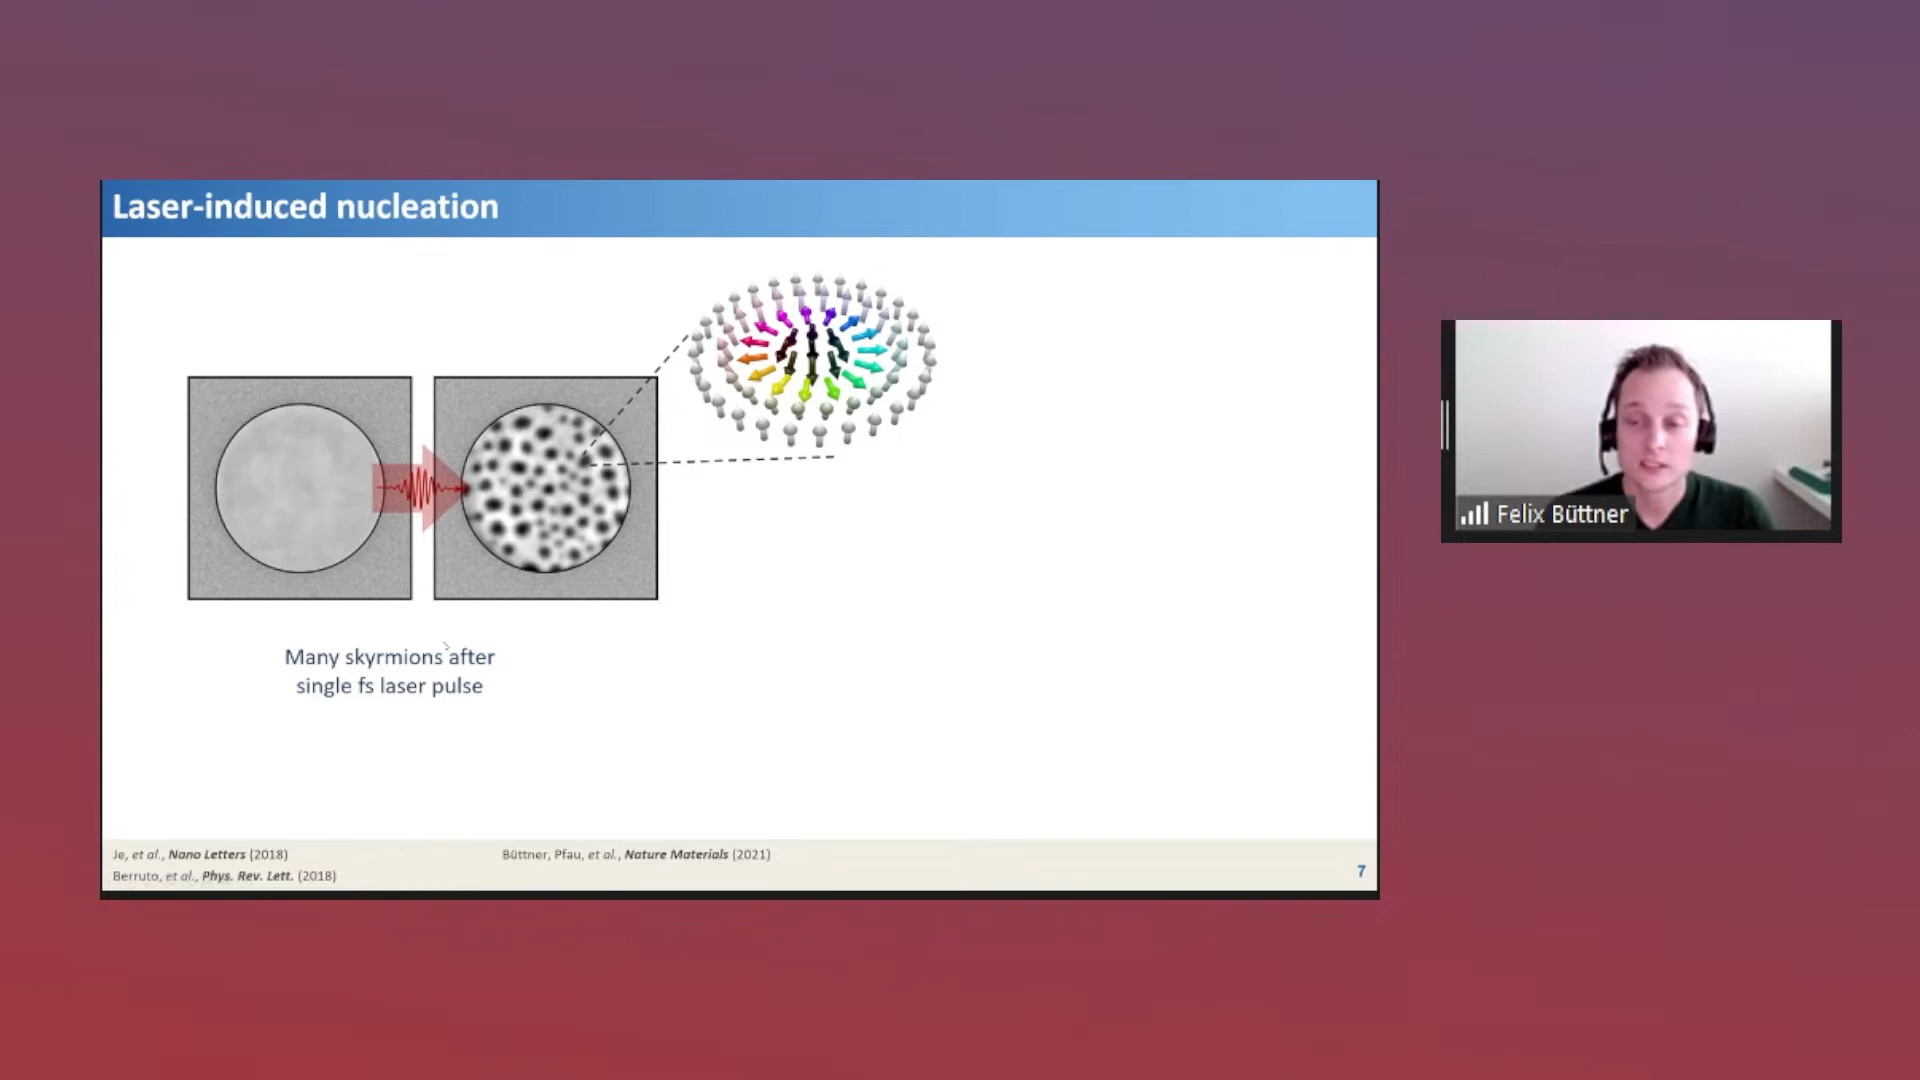 Laser-induced nucleation
Many skyrmions after
single fs laser pulse
Je, et al., Nano Letters (2018)
Berruto, et al., Phys. Rev. Lett. (2018)
Büttner, Pfau, et al., Nature Materials (2021)
7
Felix Büttner